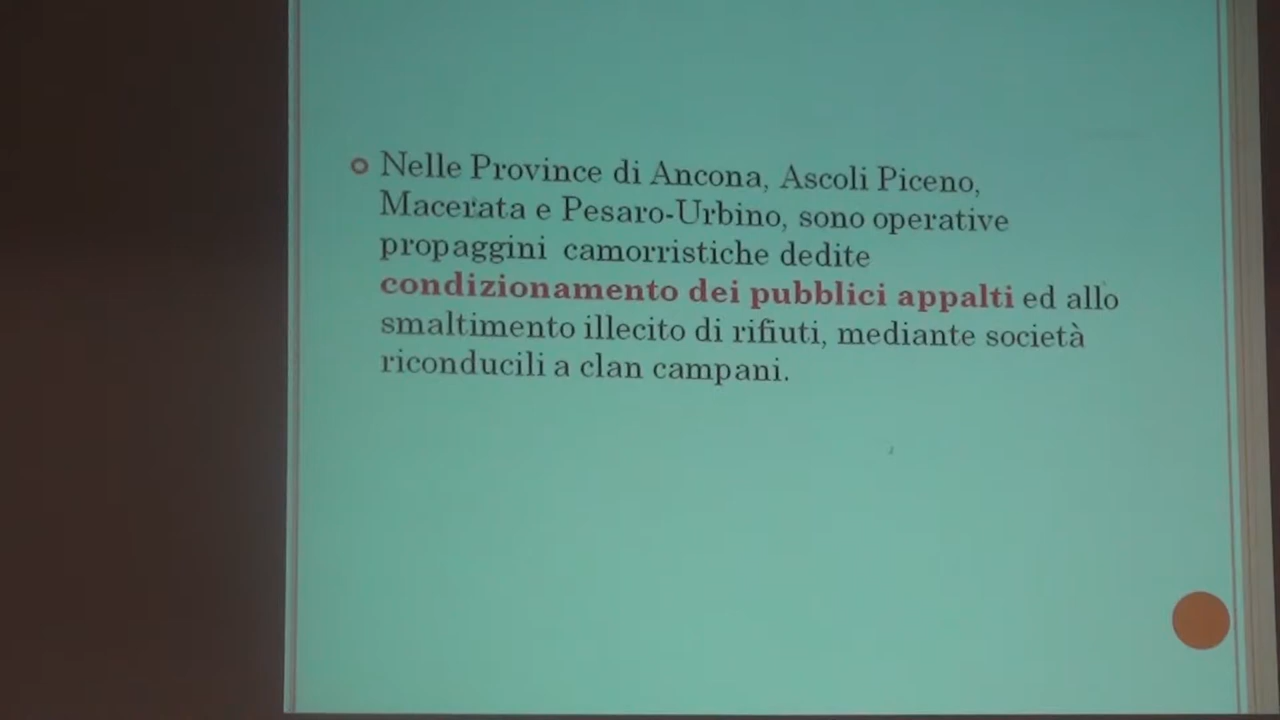 Nelle Province di Ancona, Ascoli Piceno,
Macerata e Pesaro-Urbino, sono operative
propaggini camorristiche dedite
condizionamento dei pubblici appalti ed allo
smaltimento illecito di rifiuti, mediante società
riconducili a clan campani.